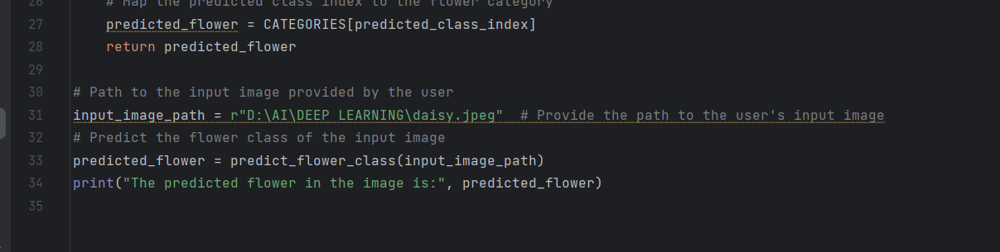 26 # Map the predicted class index to the flower category
27 predicted_flower = CATEGORIES[predicted_class_index]
28 return predicted_flower
29
30 # Path to the input image provided by the user
31 input_image_path = r"D:\AI\DEEP LEARNING\daisy.jpeg" # Provide the path to the user's input image
32 # Predict the flower class of the input image
33 predicted_flower = predict_flower_class(input_image_path)
34 print("The predicted flower in the image is:", predicted_flower)
35